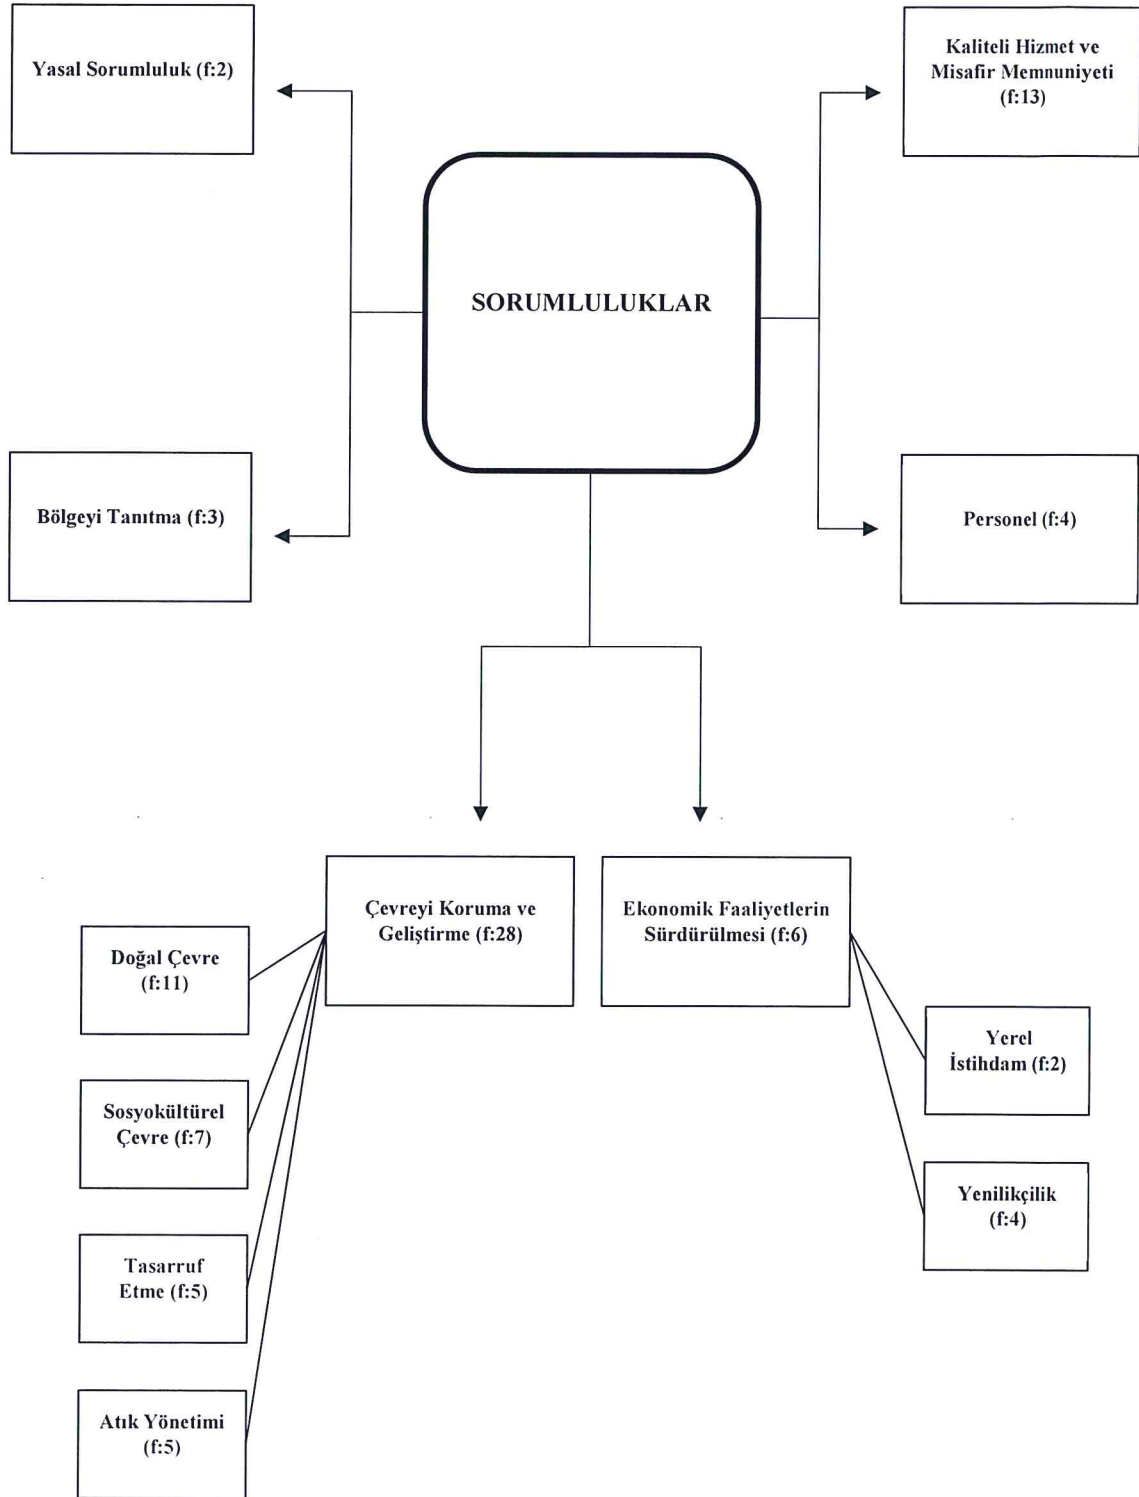 Yasal Sorumluluk (f:2)
Kaliteli Hizmet ve
Misafir Memnuniyeti
(f:13)
SORUMLULUKLAR
Bölgeyi Tanıtma (f:3)
Personel (f:4)
Çevreyi Koruma ve
Geliştirme (f:28)
Ekonomik Faaliyetlerin
Sürdürülmesi (f:6)
Doğal Çevre
(f:11)
Sosyokültürel
Çevre (f:7)
Tasarruf
Etme (f:5)
Atık Yönetimi
(f:5)
Yerel
İstihdam (f:2)
Yenilikçilik
(f:4)